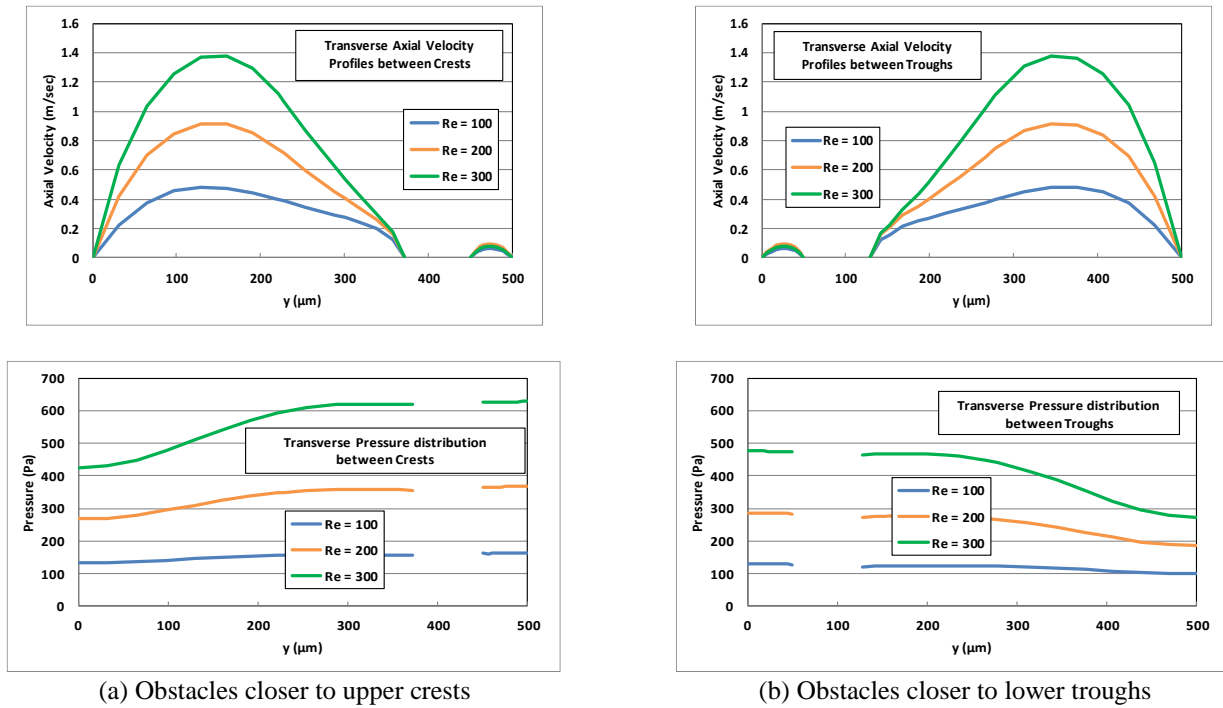 1.6
1.4
1.2
1
0.8
0.6
0.4
0.2
0
Axial Velocity (m/sec)
Transverse Axial Velocity
Profiles between Crests
Re = 100
Re = 200
Re = 300
0 100 200 300 400 500
y (µm)
1.6
1.4
1.2
1
0.8
0.6
0.4
0.2
0
Axial Velocity (m/sec)
Transverse Axial Velocity
Profiles between Troughs
Re = 100
Re = 200
Re = 300
0 100 200 300 400 500
y (µm)
700
600
500
400
300
200
100
0
Pressure (Pa)
Transverse Pressure distribution
between Crests
Re = 100
Re = 200
Re = 300
0 100 200 300 400 500
y (µm)
700
600
500
400
300
200
100
0
Pressure (Pa)
Transverse Pressure distribution
between Troughs
Re = 100
Re = 200
Re = 300
0 100 200 300 400 500
y (µm)
(a) Obstacles closer to upper crests
(b) Obstacles closer to lower troughs